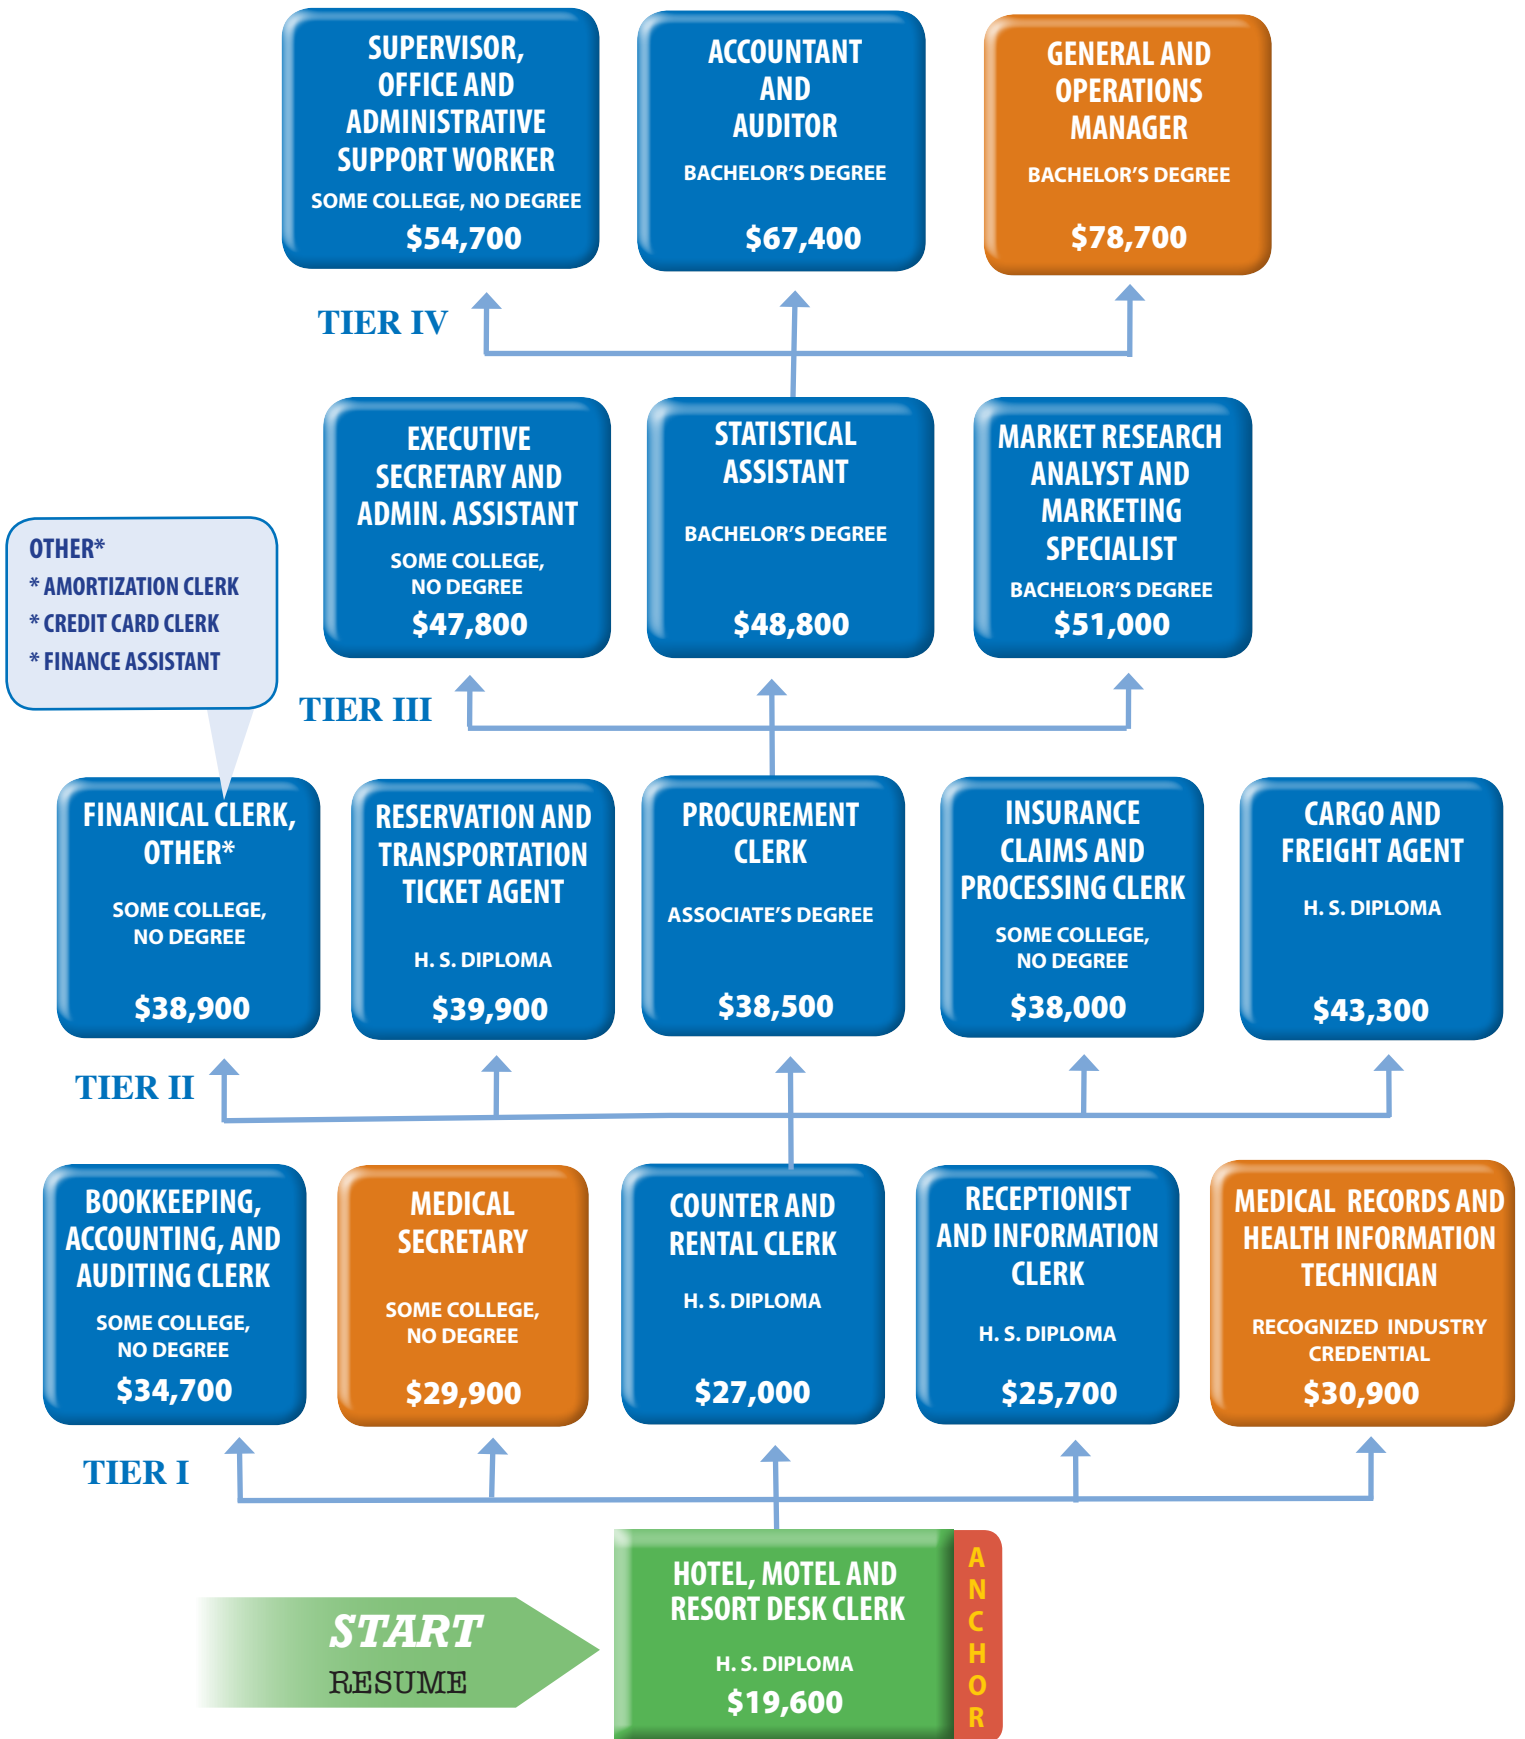 SUPERVISOR,
OFFICE AND
ADMINISTRATIVE
SUPPORT WORKER
SOME COLLEGE, NO DEGREE
$54,700
ACCOUNTANT
AND
AUDITOR
BACHELOR'S DEGREE
$67,400
GENERAL AND
OPERATIONS
MANAGER
BACHELOR'S DEGREE
$78,700
TIER IV
EXECUTIVE
SECRETARY AND
ADMIN. ASSISTANT
SOME COLLEGE,
NO DEGREE
$47,800
STATISTICAL
ASSISTANT
BACHELOR'S DEGREE
$48,800
MARKET RESEARCH
ANALYST AND
MARKETING
SPECIALIST
BACHELOR'S DEGREE
$51,000
OTHER*
* AMORTIZATION CLERK
* CREDIT CARD CLERK
* FINANCE ASSISTANT
TIER III
FINANICAL CLERK,
OTHER*
SOME COLLEGE,
NO DEGREE
$38,900
RESERVATION AND
TRANSPORTATION
TICKET AGENT
H. S. DIPLOMA
$39,900
PROCUREMENT
CLERK
ASSOCIATE'S DEGREE
$38,500
INSURANCE
CLAIMS AND
PROCESSING CLERK
SOME COLLEGE,
NO DEGREE
$38,000
CARGO AND
FREIGHT AGENT
H. S. DIPLOMA
$43,300
TIER II
BOOKKEEPING,
ACCOUNTING, AND
AUDITING CLERK
SOME COLLEGE,
NO DEGREE
$34,700
MEDICAL
SECRETARY
SOME COLLEGE,
NO DEGREE
$29,900
COUNTER AND
RENTAL CLERK
H. S. DIPLOMA
$27,000
RECEPTIONIST
AND INFORMATION
CLERK
H. S. DIPLOMA
$25,700
MEDICAL RECORDS AND
HEALTH INFORMATION
TECHNICIAN
RECOGNIZED INDUSTRY
CREDENTIAL
$30,900
TIER I
START
RESUME
HOTEL, MOTEL AND
RESORT DESK CLERK
H. S. DIPLOMA
$19,600
ANCHOR